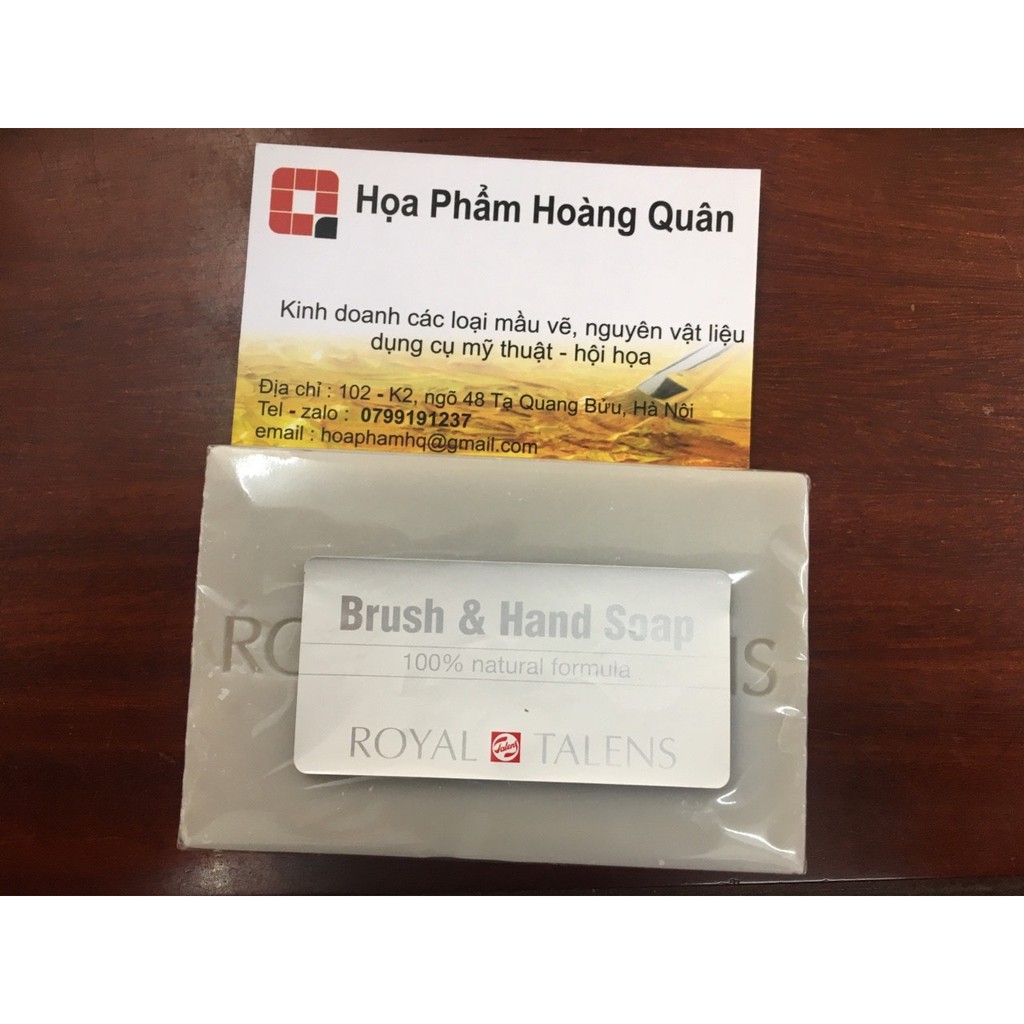 Họa Phẩm Hoàng Quân
Kinh doanh các loại mầu vẽ, nguyên vật liệu
dụng cụ mỹ thuật - hội họa
Địa chỉ : 102 - K2, ngõ 48 Tạ Quang Bửu, Hà Nội
Tel - zalo : 0799191237
email : hoaphamhq@gmail.com
Brush & Hand Soap
100% natural formula
ROYAL Talens TALENS